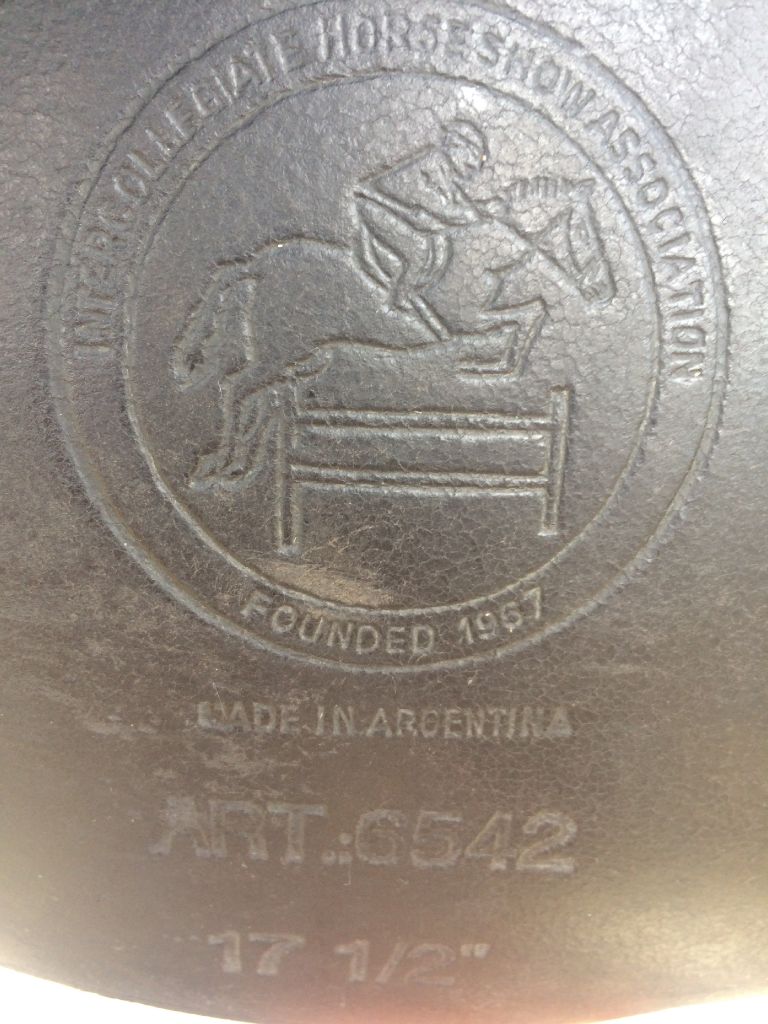 INTERCOLLEGIATE HORSE SHOW ASSOCIATION
FOUNDED 1967
MADE IN ARGENTINA
ART.:6542
17 1/2"